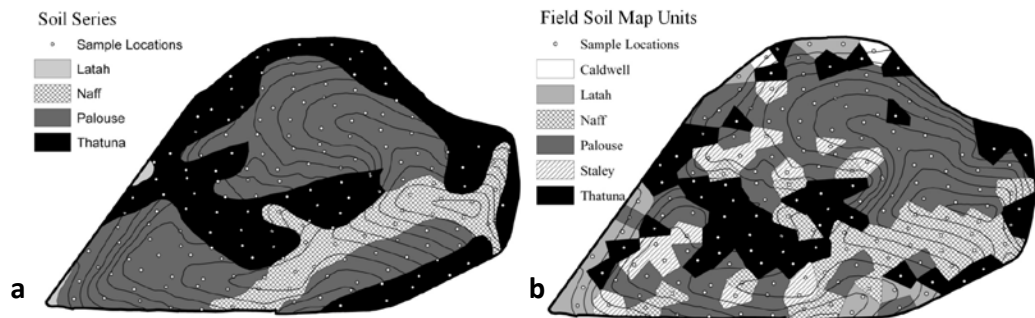 Soil Series
Sample Locations
Latah
Naff
Palouse
Thatuna
a
Field Soil Map Units
Sample Locations
Caldwell
Latah
Naff
Palouse
Staley
Thatuna
b